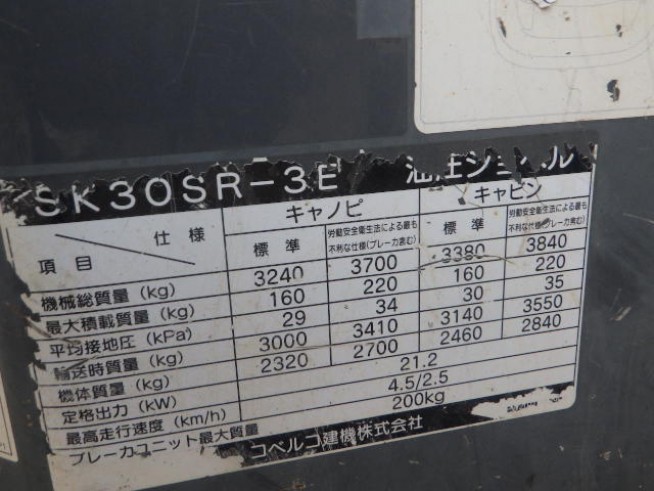 SK30SR-3E 油圧ショベル
仕様 キャノピ キャビン
項目 標準 労働安全衛生法による最も不利な仕様(ブレーカ含む) 標準 労働安全衛生法による最も不利な仕様(ブレーカ含む)
機械総質量(kg) 3240 3700 3380 3840
最大積載質量(kg) 160 220 160 220
平均接地圧(kPa) 29 34 30 35
輸送時質量(kg) 3000 3410 3140 3550
機体質量(kg) 2320 2700 2460 2840
定格出力(kW) 21.2
最高走行速度(km/h) 4.5/2.5
ブレーカユニット最大質量 200kg
コベルコ建機株式会社